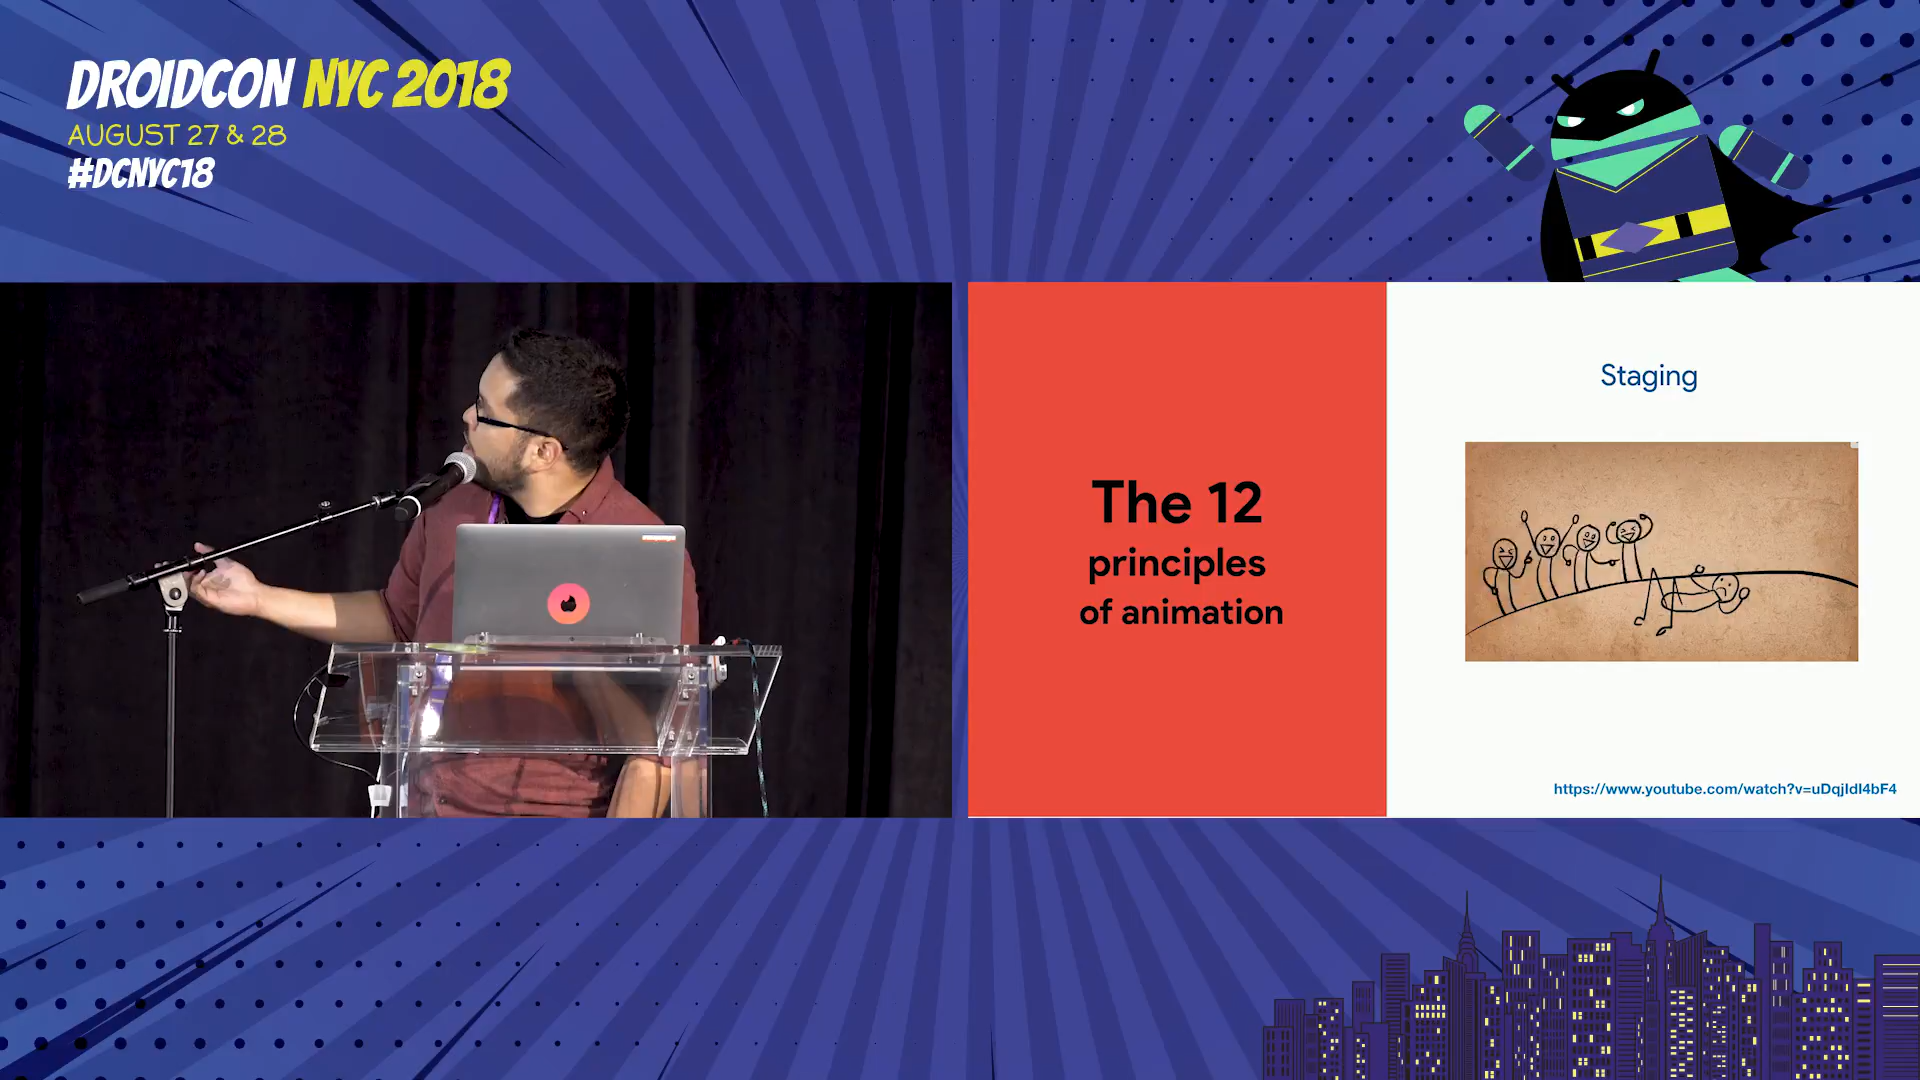 DROIDCON NYC 2018
AUGUST 27 & 28
#DCNYC18
The 12
principles
of animation
Staging
https://www.youtube.com/watch?v=uDqjIdI4bF4